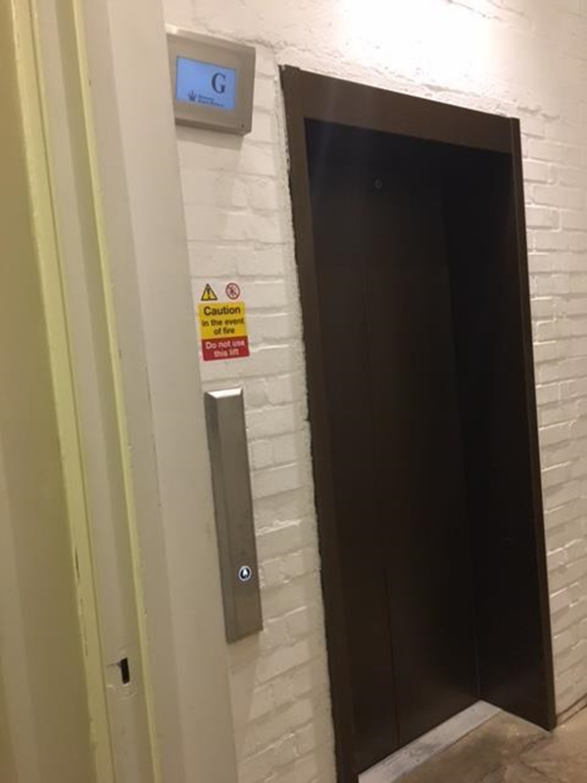 G
Caution
in the event
of fire
Do not use
this lift